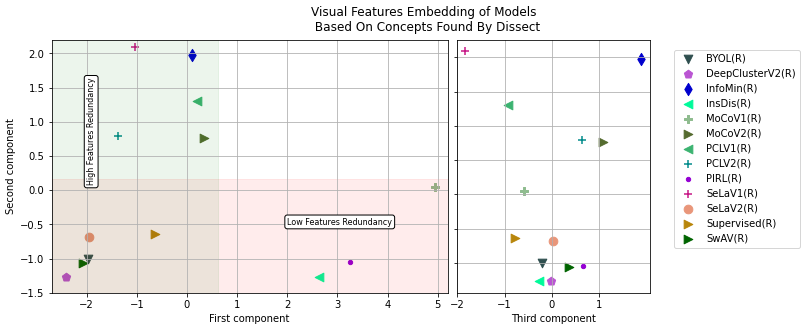 Visual Features Embedding of Models
Based On Concepts Found By Dissect
Second component
2.0
1.5
1.0
0.5
0.0
−0.5
−1.0
−1.5
High Features Redundancy
Low Features Redundancy
−2 −1 0 1 2 3 4 5
First component
−2 −1 0 1
Third component
BYOL(R)
DeepClusterV2(R)
InfoMin(R)
InsDis(R)
MoCoV1(R)
MoCoV2(R)
PCLV1(R)
PCLV2(R)
PIRL(R)
SeLaV1(R)
SeLaV2(R)
Supervised(R)
SwAV(R)